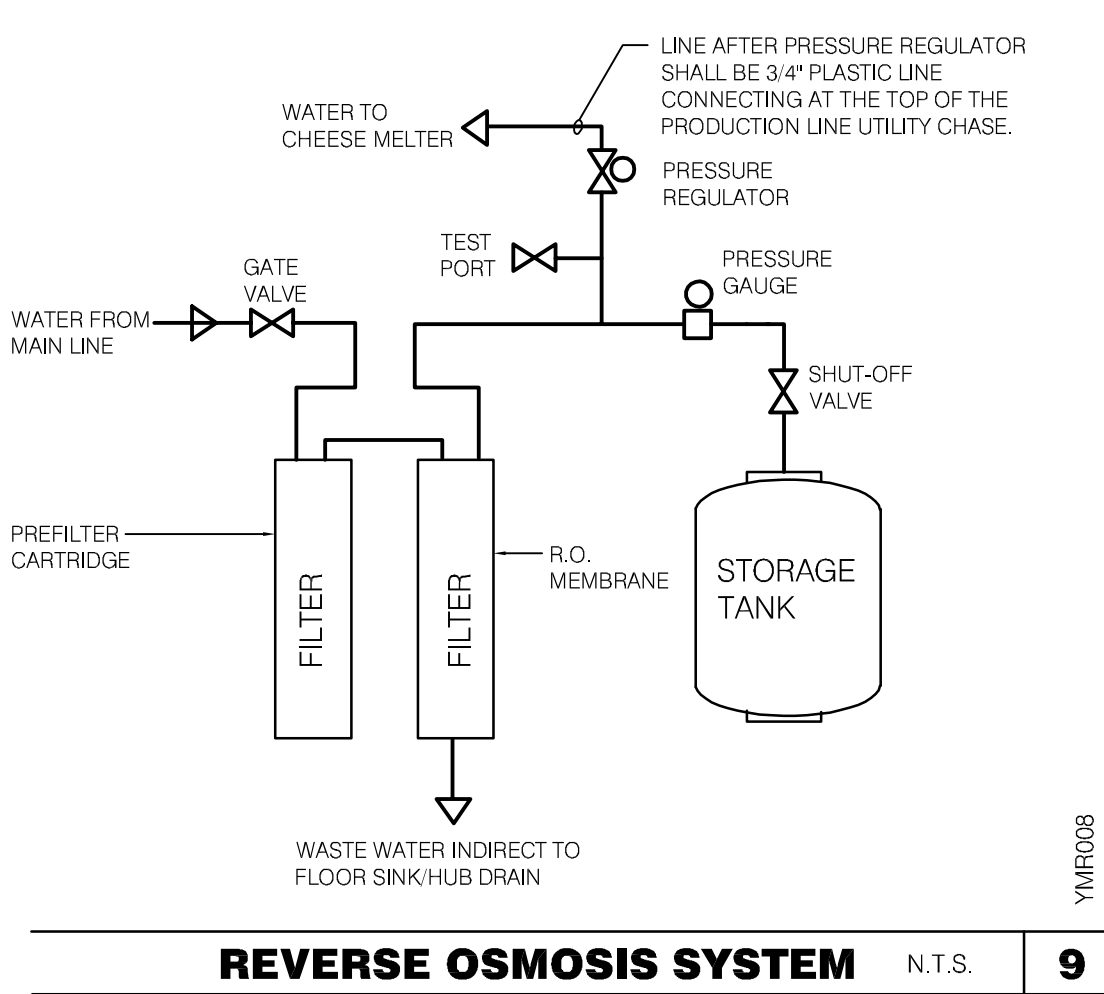 LINE AFTER PRESSURE REGULATOR
SHALL BE 3/4" PLASTIC LINE
CONNECTING AT THE TOP OF THE
PRODUCTION LINE UTILITY CHASE.
WATER TO
CHEESE MELTER
PRESSURE
REGULATOR
TEST
PORT
PRESSURE
GAUGE
GATE
VALVE
WATER FROM
MAIN LINE
SHUT-OFF
VALVE
PREFILTER
CARTRIDGE
FILTER
FILTER
R.O.
MEMBRANE
STORAGE
TANK
WASTE WATER INDIRECT TO
FLOOR SINK/HUB DRAIN
YMR008
REVERSE OSMOSIS SYSTEM N.T.S. 9